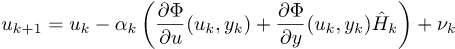 u_{k+1} = u_k - \alpha_k \left( \frac{\partial \Phi}{\partial u}(u_k, y_k) + \frac{\partial \Phi}{\partial y}(u_k, y_k) \hat{H}_k \right) + \nu_k